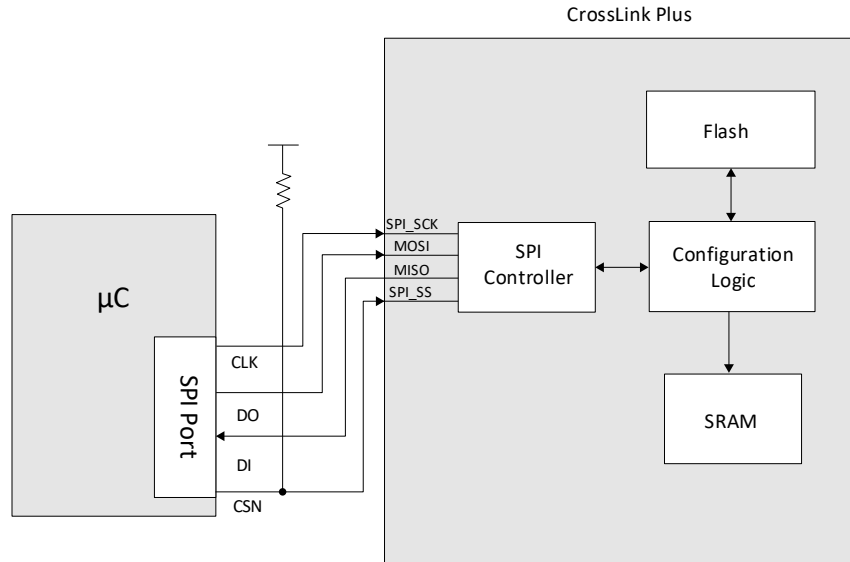 CrossLink Plus
Flash
SPI_SCK
MOSI
MISO
SPI_SS
SPI
Controller
Configuration
Logic
SRAM
µC
SPI Port
CLK
DO
DI
CSN